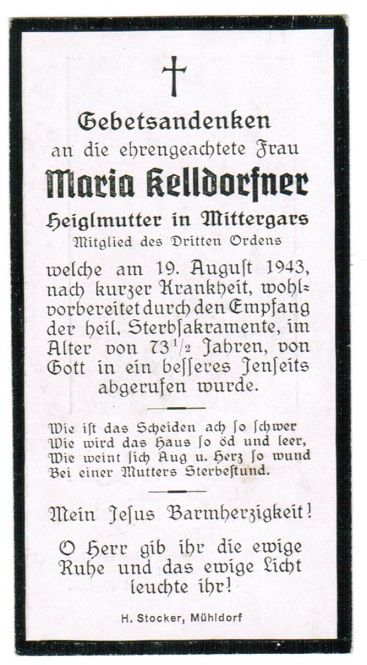 Gebetsandenken
an die ehrengeachtete Frau
Maria Kelldorfner
Heiglmutter in Mittergars
Mitglied des Dritten Ordens
welche am 19. August 1943,
nach kurzer Krankheit, wohl-
vorbereitet durch den Empfang
der heil. Sterbsakramente, im
Alter von 73 1/2 Jahren, von
Gott in ein besseres Jenseits
abgerufen wurde.
Wie ist das Scheiden ach so schwer
Wie wird das Haus so öd und leer,
Wie weint sich Aug u. Herz so wund
Bei einer Mutters Sterbestund.
Mein Jesus Barmherzigkeit!
O Herr gib ihr die ewige
Ruhe und das ewige Licht
leuchte ihr!
H. Stocker, Mühldorf